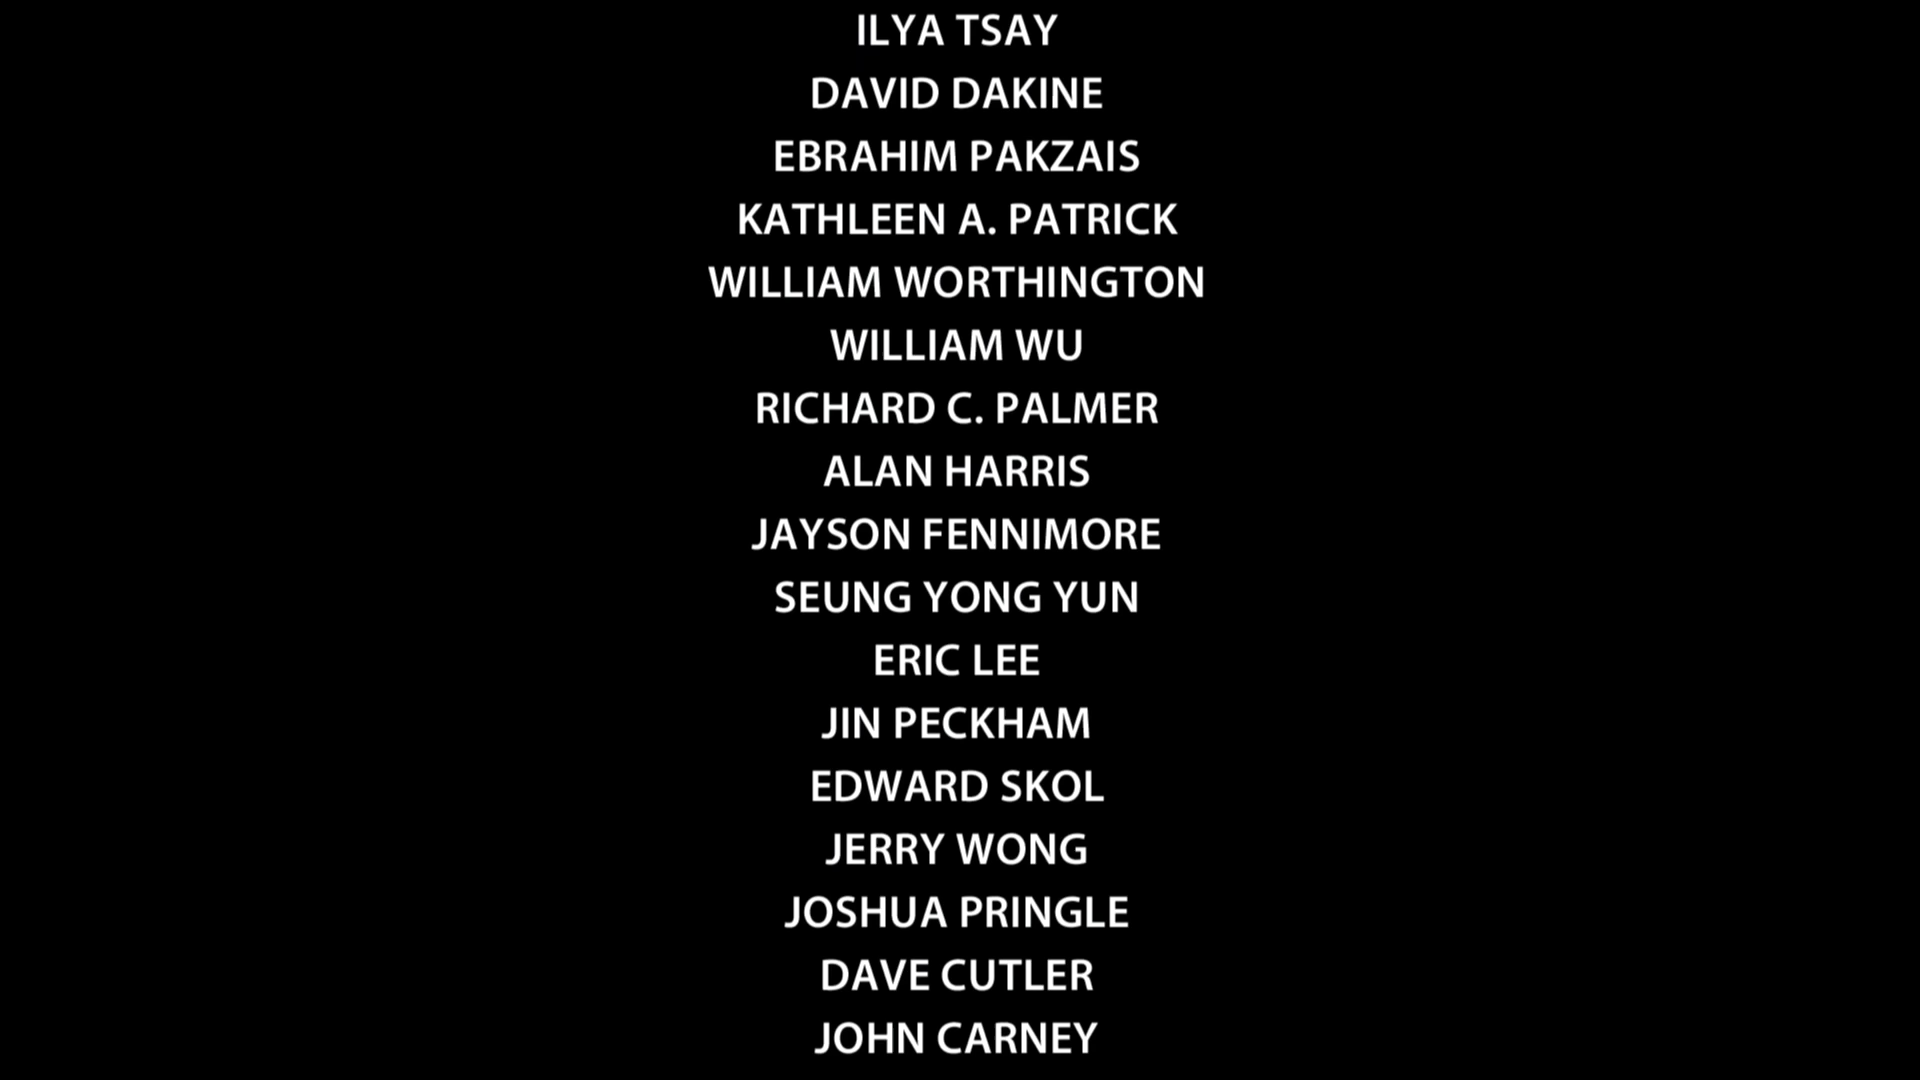 ILYA TSAY
DAVID DAKINE
EBRAHIM PAKZAIS
KATHLEEN A. PATRICK
WILLIAM WORTHINGTON
WILLIAM WU
RICHARD C. PALMER
ALAN HARRIS
JAYSON FENNIMORE
SEUNG YONG YUN
ERIC LEE
JIN PECKHAM
EDWARD SKOL
JERRY WONG
JOSHUA PRINGLE
DAVE CUTLER
JOHN CARNEY